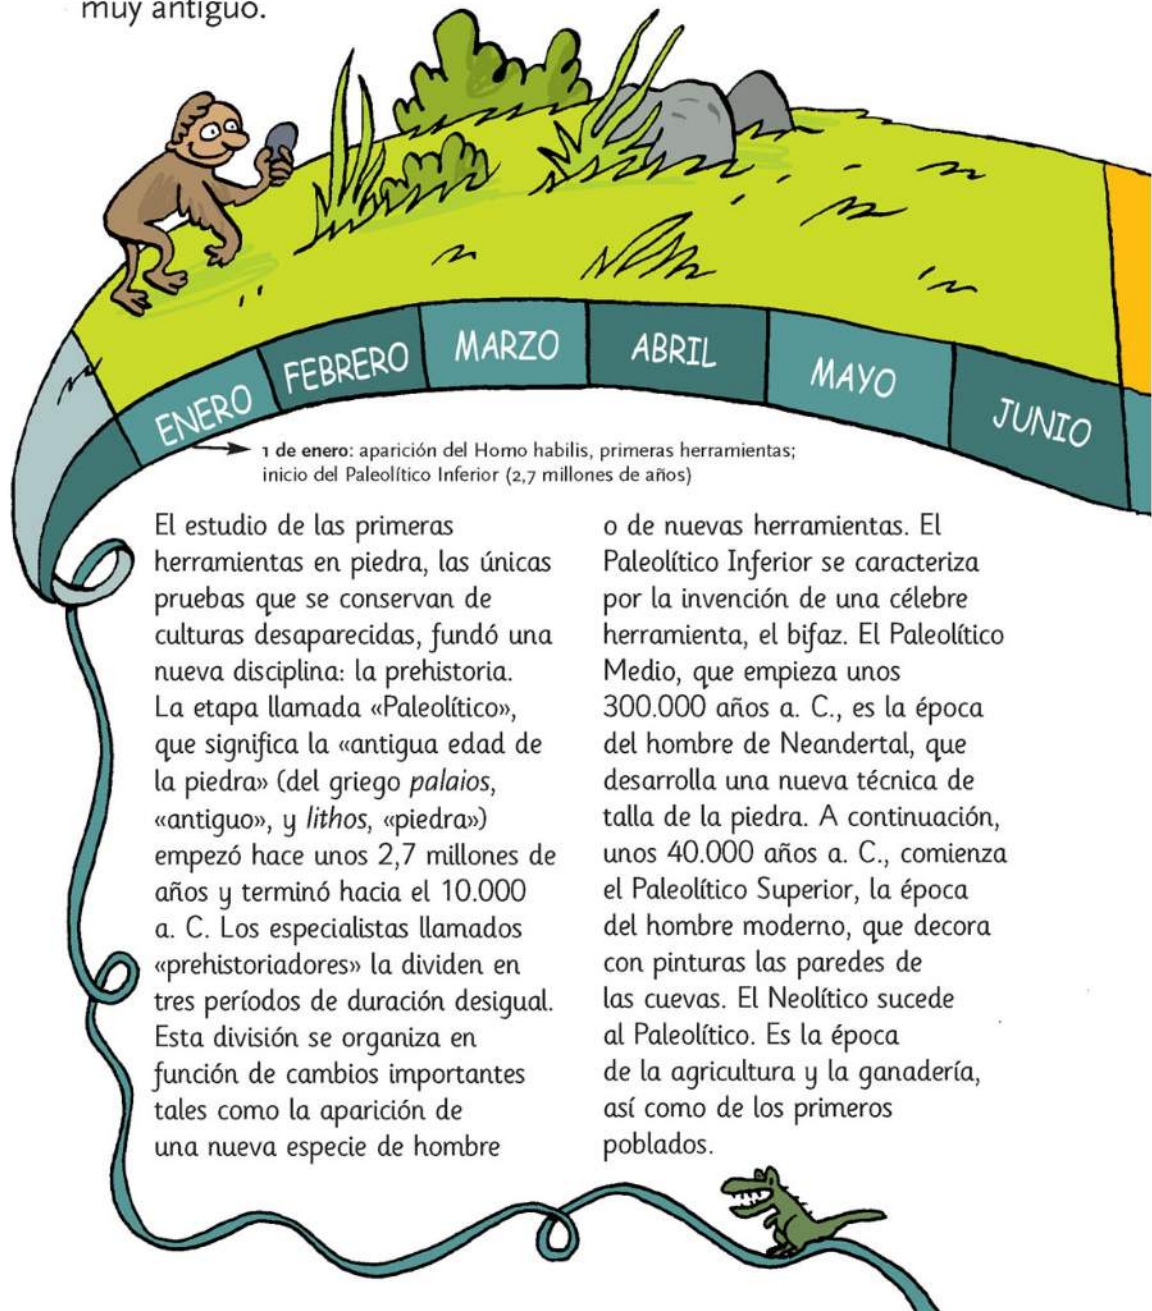 muy antiguo.
ENERO
FEBRERO
MARZO
ABRIL
MAYO
JUNIO
1 de enero: aparición del Homo habilis, primeras herramientas;
inicio del Paleolítico Inferior (2,7 millones de años)
El estudio de las primeras
herramientas en piedra, las únicas
pruebas que se conservan de
culturas desaparecidas, fundó una
nueva disciplina: la prehistoria.
La etapa llamada «Paleolítico»,
que significa la «antigua edad de
la piedra» (del griego palaios,
«antiguo», y lithos, «piedra»)
empezó hace unos 2,7 millones de
años y terminó hacia el 10.000
a. C. Los especialistas llamados
«prehistoriadores» la dividen en
tres períodos de duración desigual.
Esta división se organiza en
función de cambios importantes
tales como la aparición de
una nueva especie de hombre
o de nuevas herramientas. El
Paleolítico Inferior se caracteriza
por la invención de una célebre
herramienta, el bifaz. El Paleolítico
Medio, que empieza unos
300.000 años a. C., es la época
del hombre de Neandertal, que
desarrolla una nueva técnica de
talla de la piedra. A continuación,
unos 40.000 años a. C., comienza
el Paleolítico Superior, la época
del hombre moderno, que decora
con pinturas las paredes de
las cuevas. El Neolítico sucede
al Paleolítico. Es la época
de la agricultura y la ganadería,
así como de los primeros
poblados.